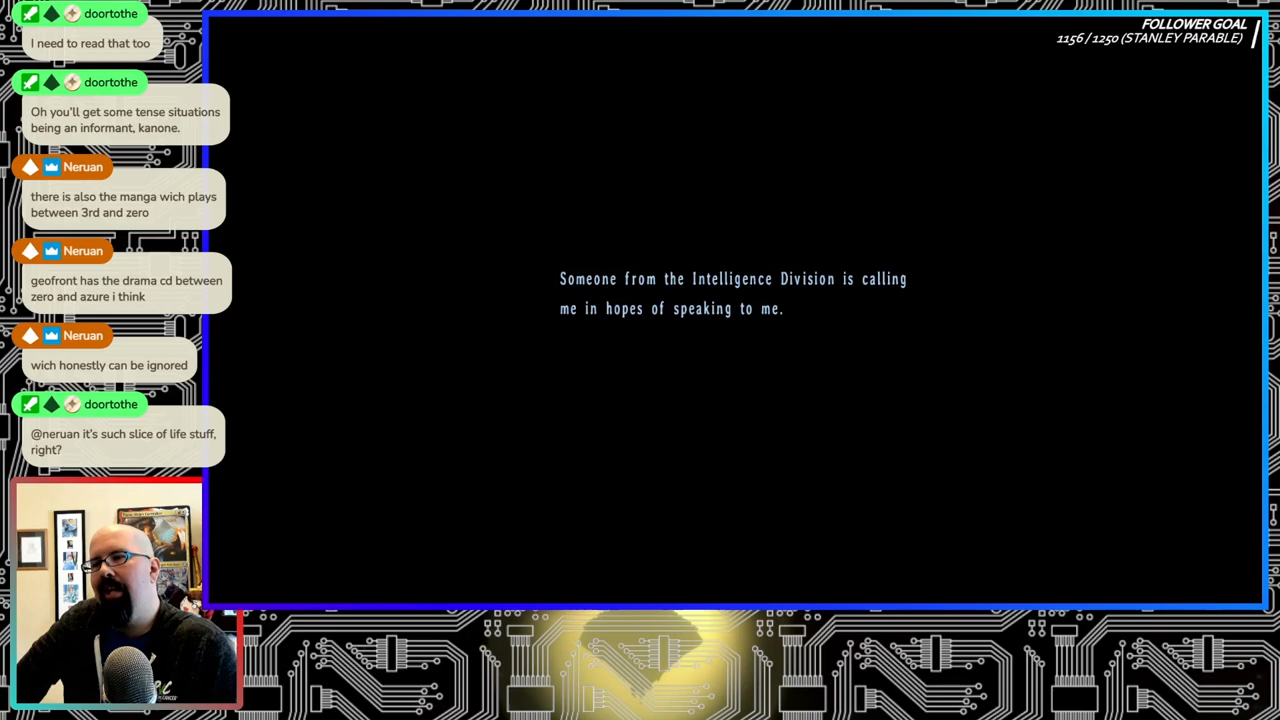 doortothe
I need to read that too
doortothe
Oh you'll get some tense situations
being an informant, kanone.
Neruan
there is also the manga wich plays
between 3rd and zero
Neruan
geofront has the drama cd between
zero and azure i think
Neruan
wich honestly can be ignored
doortothe
@neruan it's such slice of life stuff,
right?
FOLLOWER GOAL
1156 / 1250 (STANLEY PARABLE)
Someone from the Intelligence Division is calling
me in hopes of speaking to me.